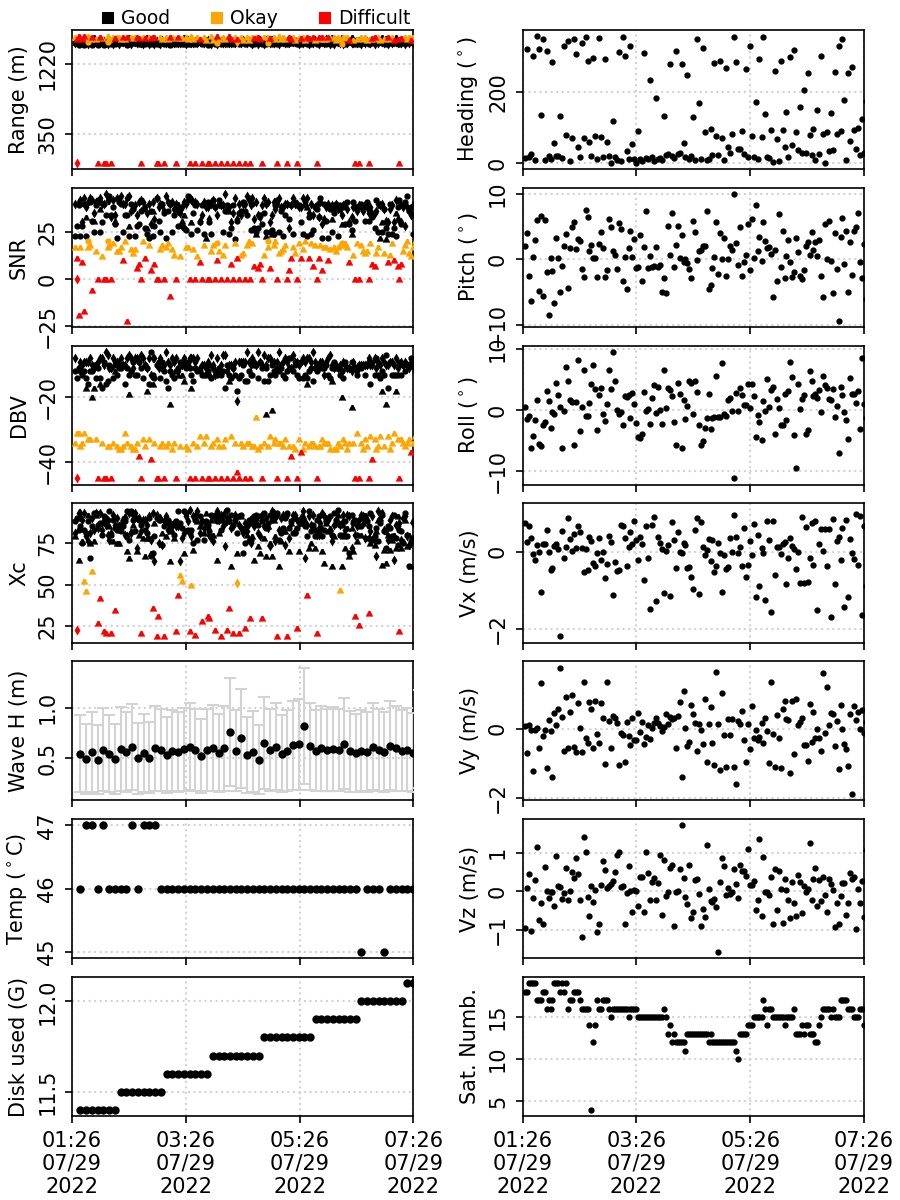 Good Okay Difficult
Range (m)
1220
350
Heading (°)
200
0
SNR
25
0
−25
Pitch (°)
10
0
−10
DBV
−20
−40
Roll (°)
10
0
−10
Xc
75
50
25
Vx (m/s)
0
−2
Wave H (m)
1.0
0.5
Vy (m/s)
0
−2
Temp (°C)
47
46
45
Vz (m/s)
1
0
−1
Disk used (G)
12.0
11.5
Sat. Numb.
15
10
5
01:26 03:26 05:26 07:26 01:26 03:26 05:26 07:26
07/29 07/29 07/29 07/29 07/29 07/29 07/29 07/29
2022 2022 2022 2022 2022 2022 2022 2022